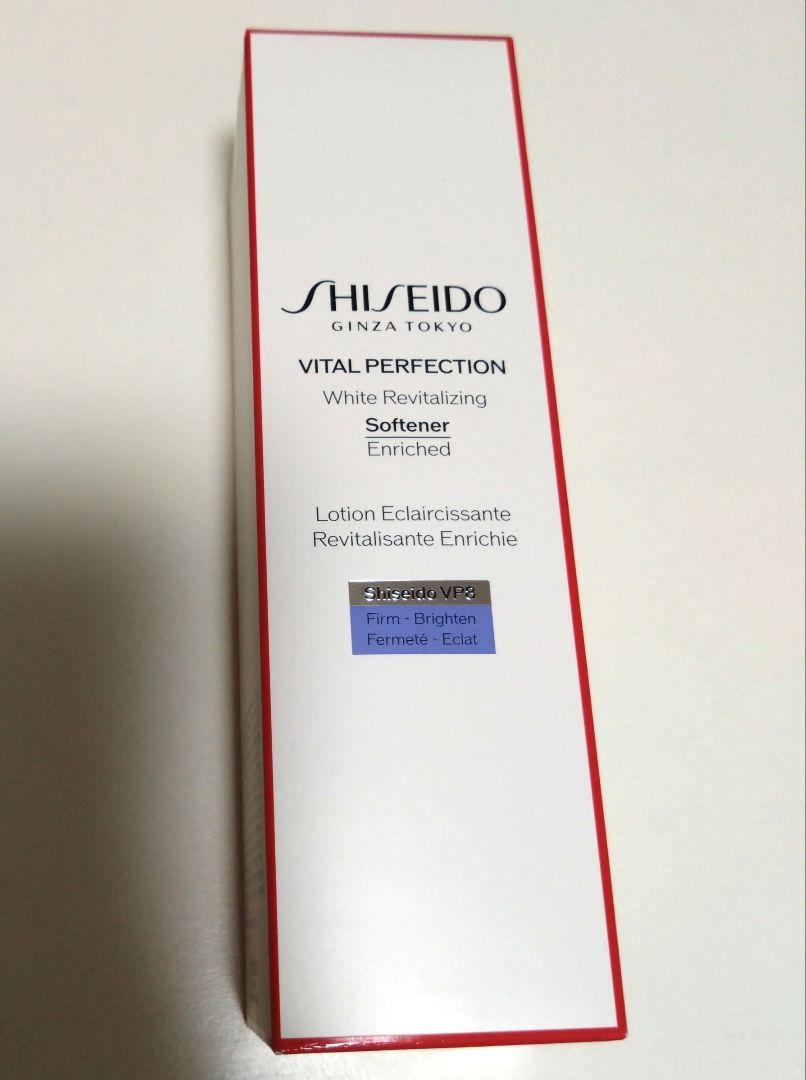 SHISEIDO
GINZA TOKYO
VITAL PERFECTION
White Revitalizing
Softener
Enriched
Lotion Eclaircissante
Revitalisante Enrichie
Shiseido VP8
Firm - Brighten
Fermeté - Eclat